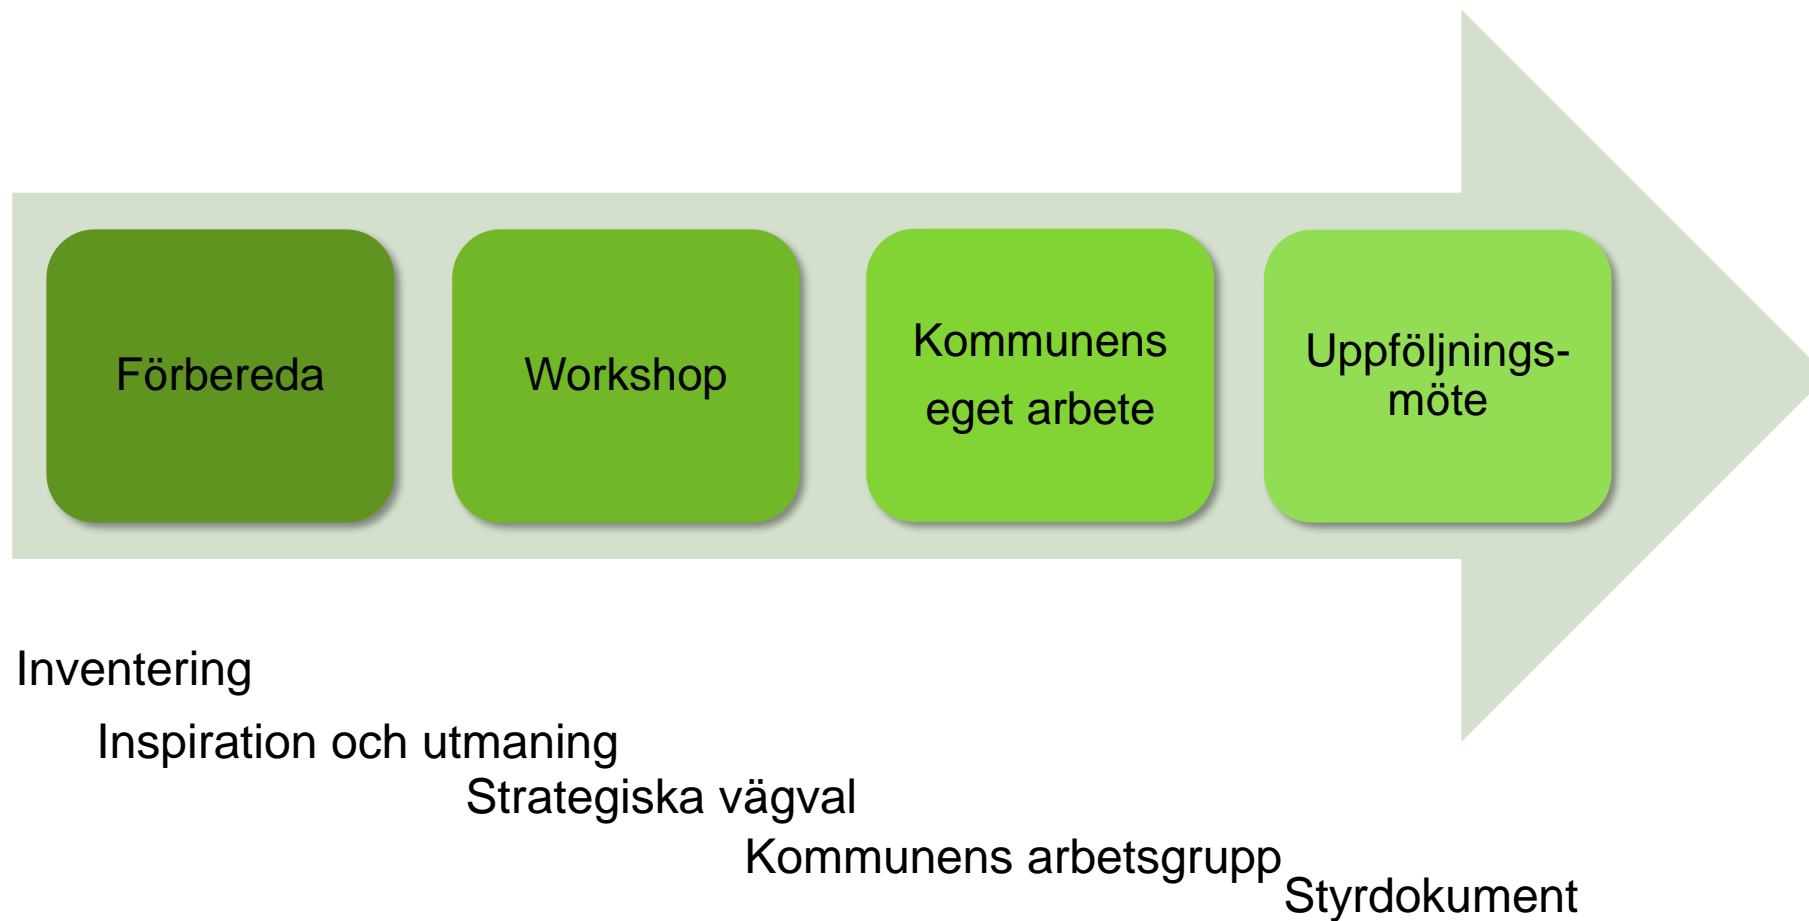 Förbereda
Workshop
Kommunens
eget arbete
Uppföljnings-
möte
Inventering
Inspiration och utmaning
Strategiska vägval
Kommunens arbetsgrupp
Styrdokument